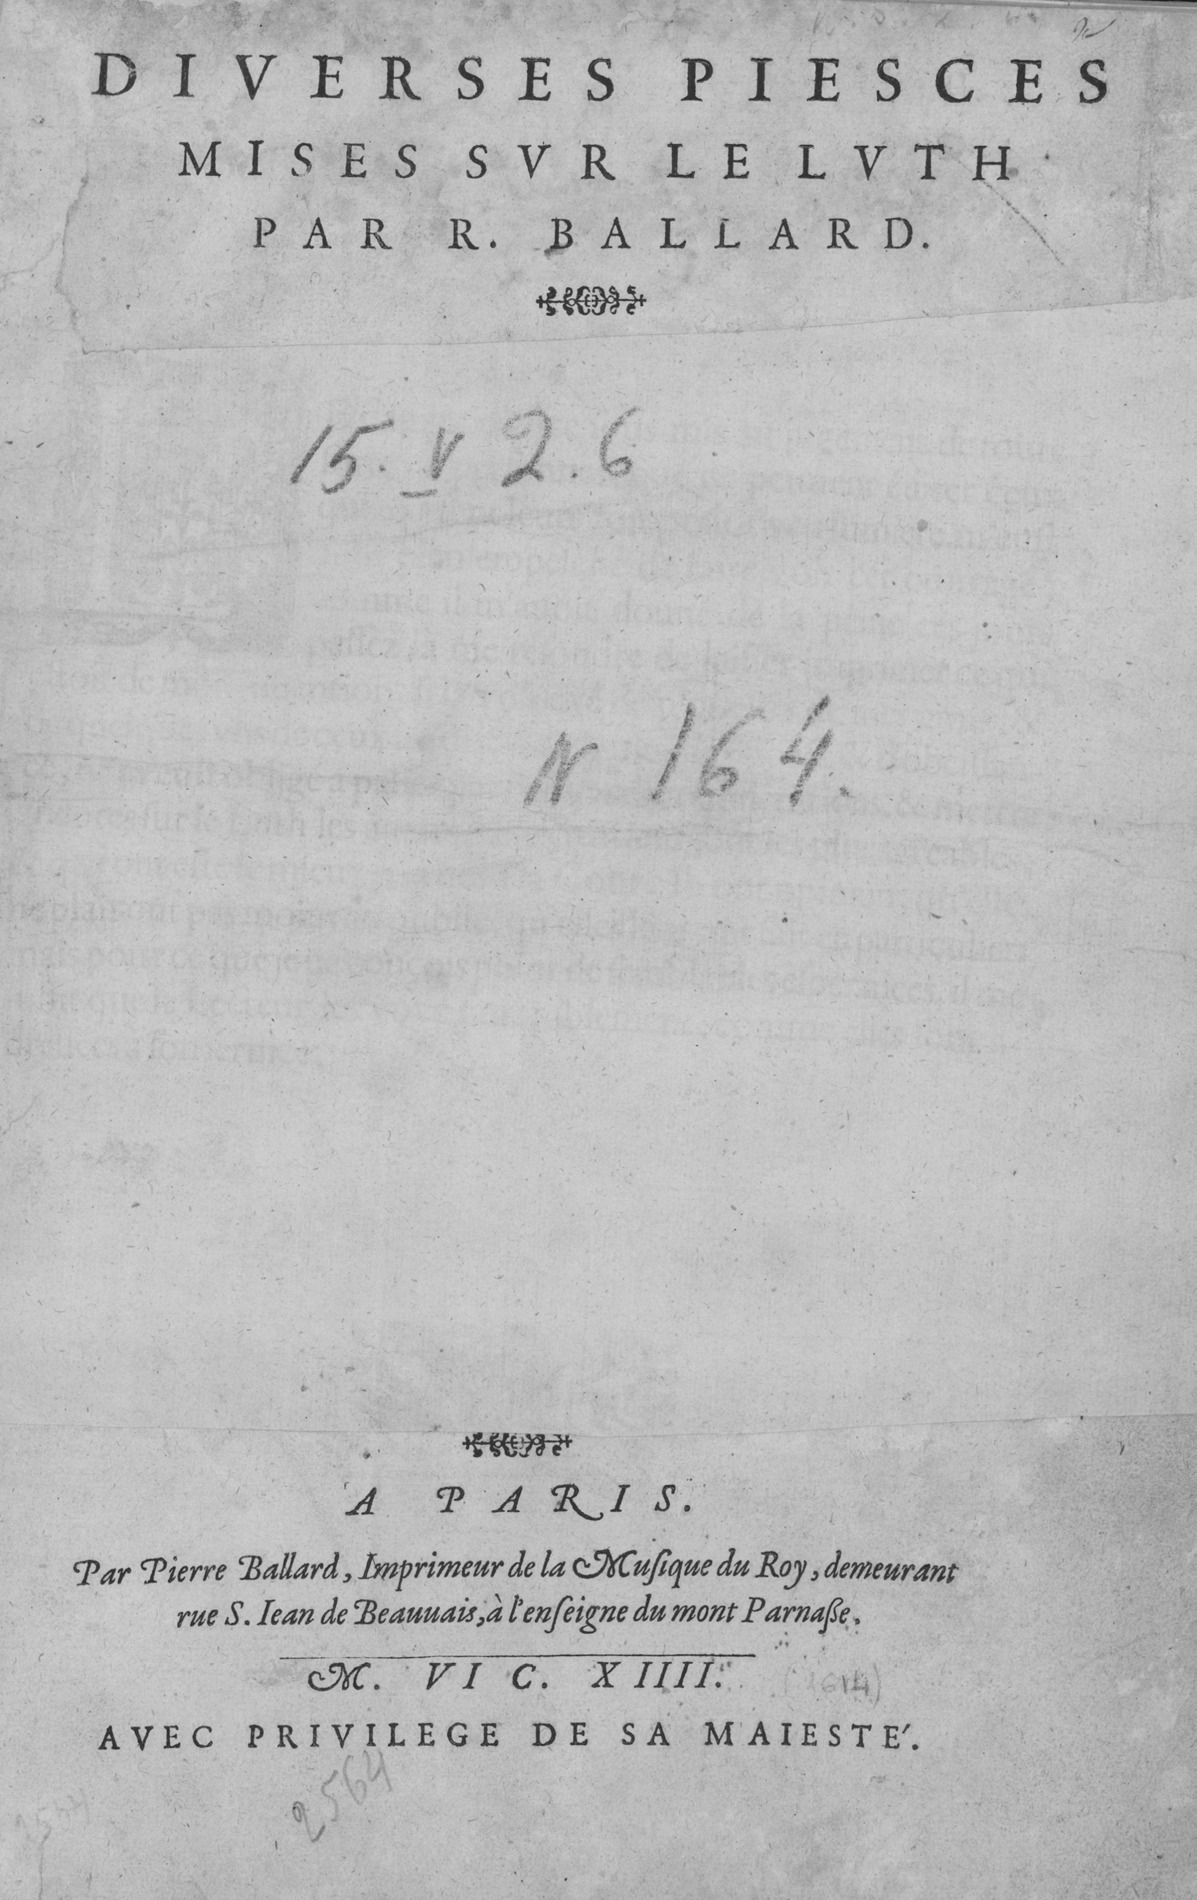 DIVERSES PIESCES
MISES SVR LE LVTH
PAR R. BALLARD.
15. V 2.6
N 164.
A PARIS.
Par Pierre Ballard, Imprimeur de la Muſique du Roy, demeurant
rue S. Iean de Beauuais, à l'enſeigne du mont Parnaße.
M. VI C. XIIII.
(1614)
AVEC PRIVILEGE DE SA MAIESTE'.
2564